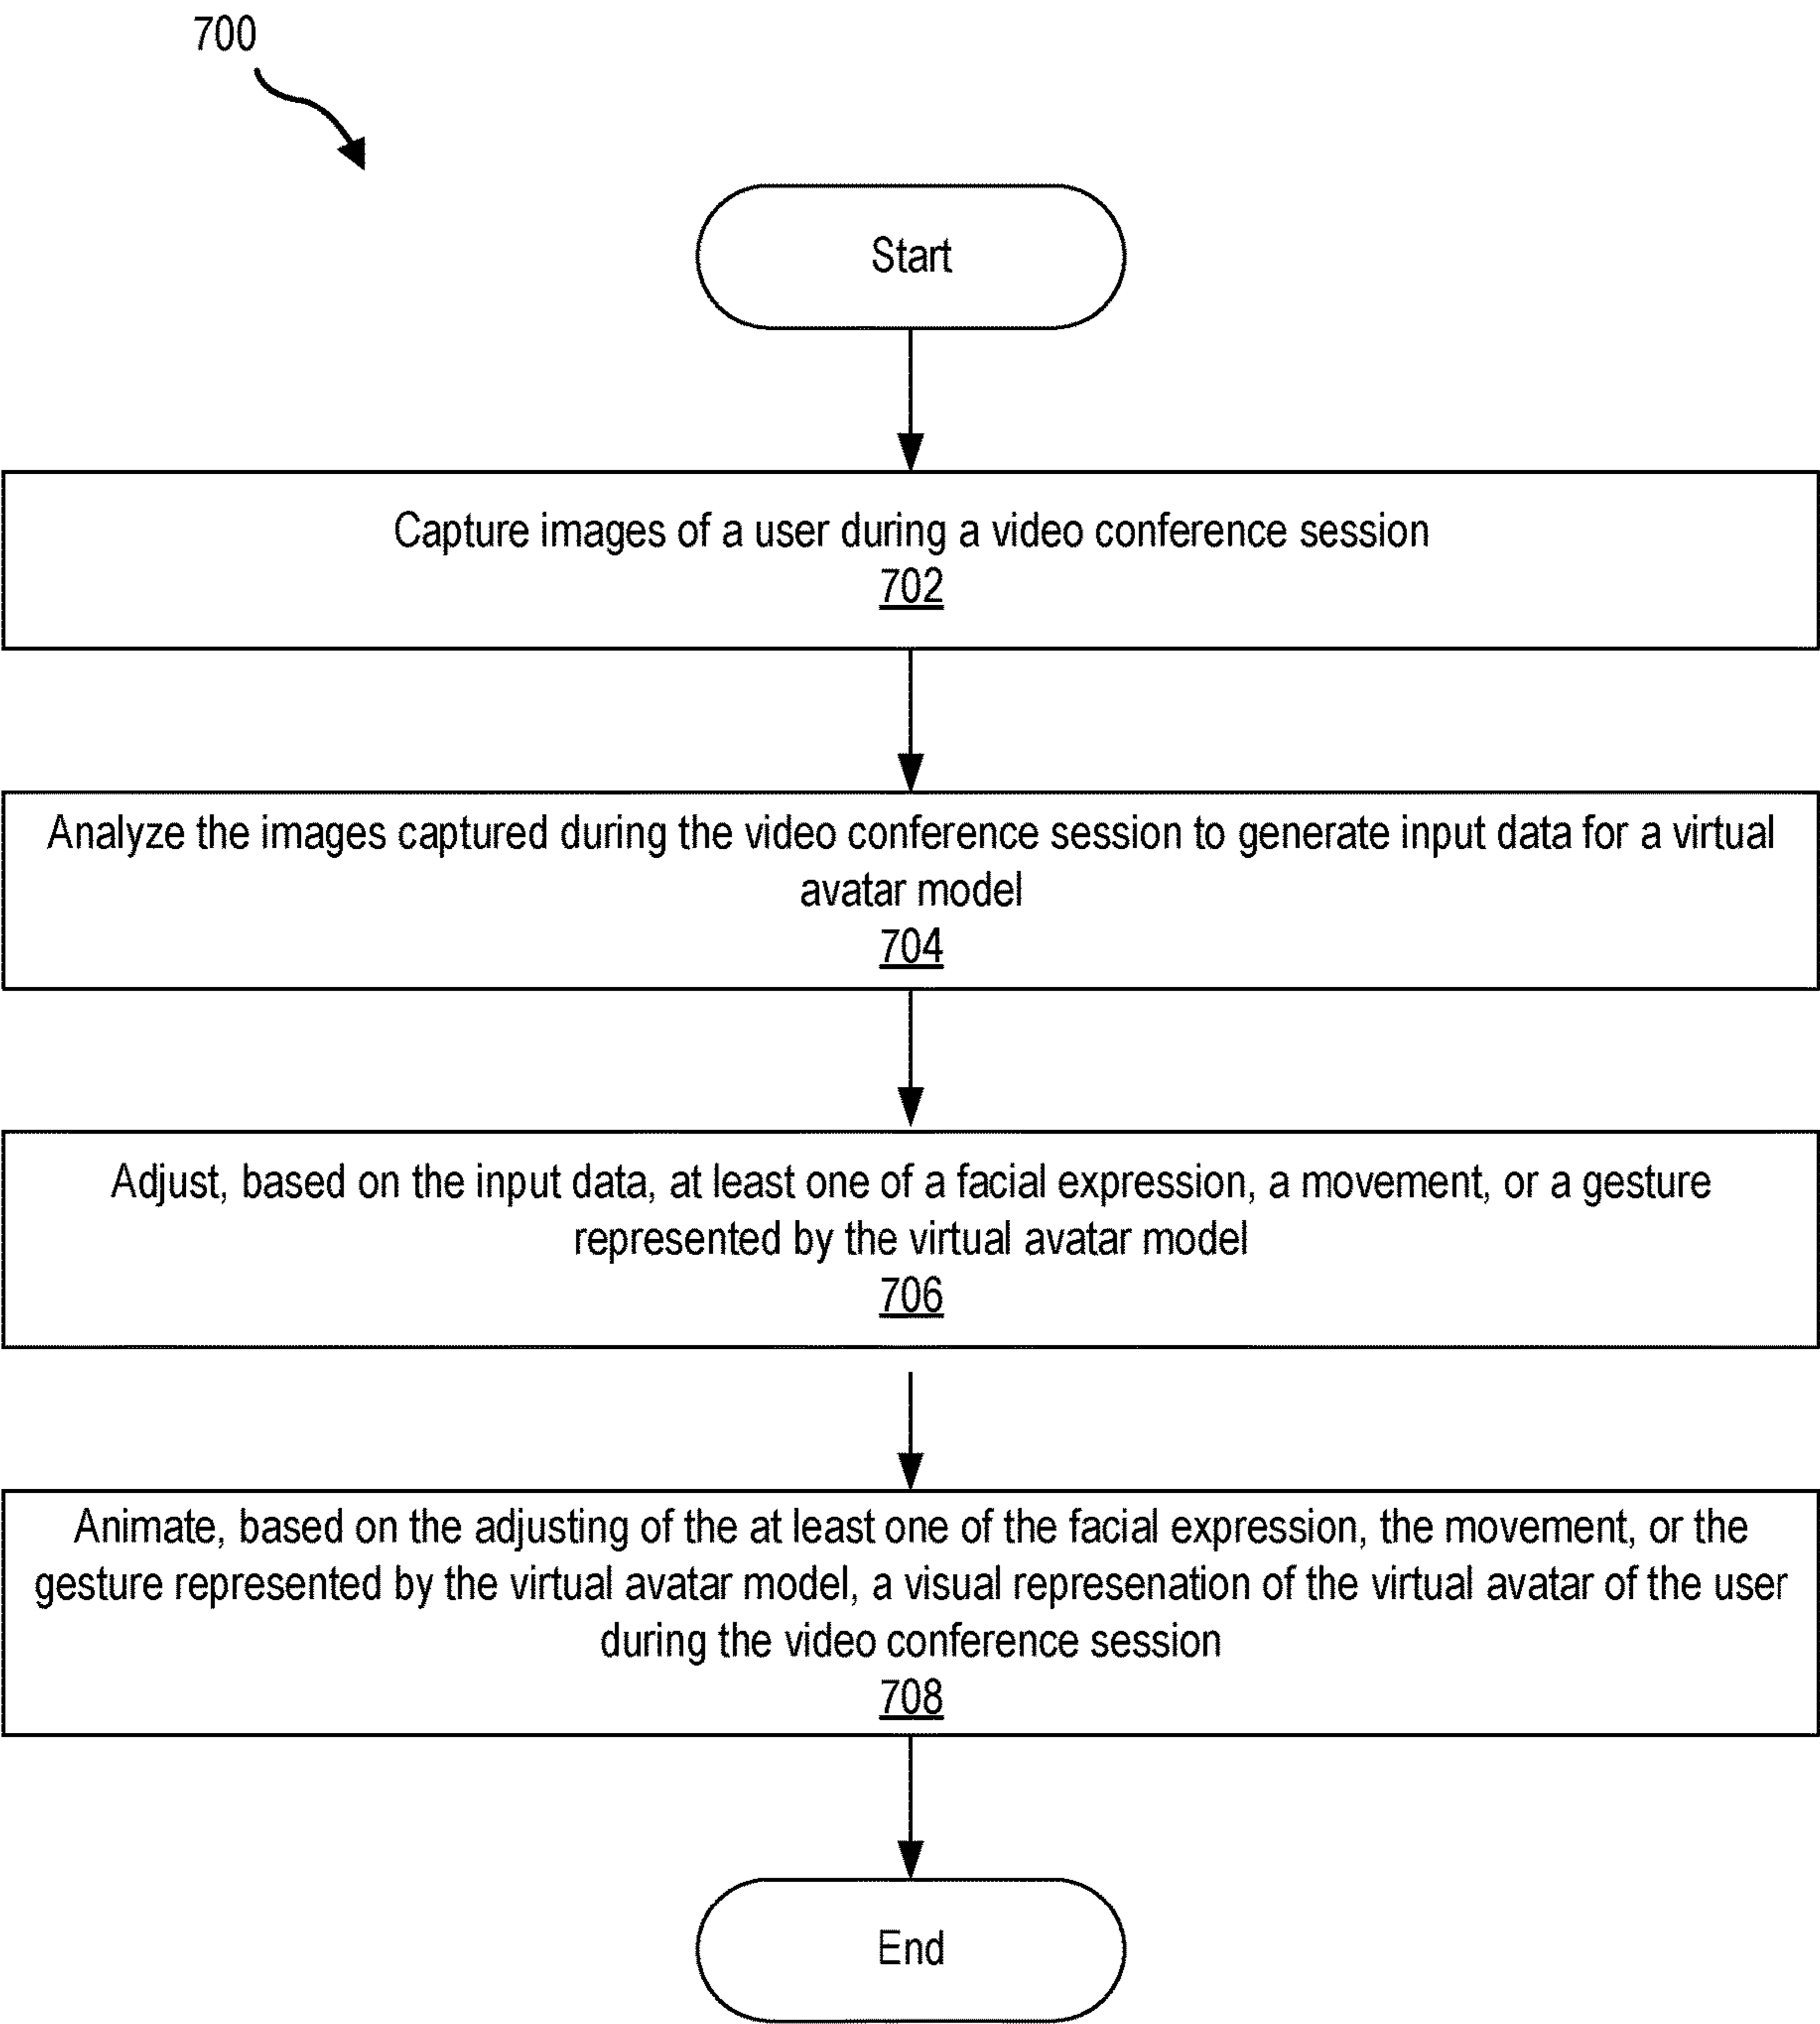 700
Start
Capture images of a user during a video conference session
702
Analyze the images captured during the video conference session to generate input data for a virtual
avatar model
704
Adjust, based on the input data, at least one of a facial expression, a movement, or a gesture
represented by the virtual avatar model
706
Animate, based on the adjusting of the at least one of the facial expression, the movement, or the
gesture represented by the virtual avatar model, a visual represenation of the virtual avatar of the user
during the video conference session
708
End